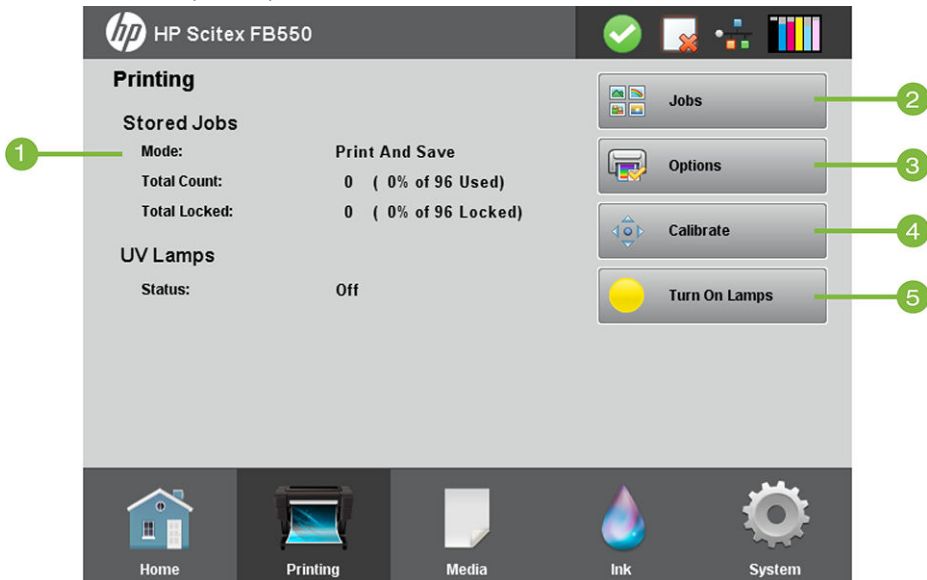 hp HP Scitex FB550
Printing
Stored Jobs
Mode: Print And Save
Total Count: 0 ( 0% of 96 Used)
Total Locked: 0 ( 0% of 96 Locked)
UV Lamps
Status: Off
Jobs
Options
Calibrate
Turn On Lamps
1
2
3
4
5
Home Printing Media Ink System